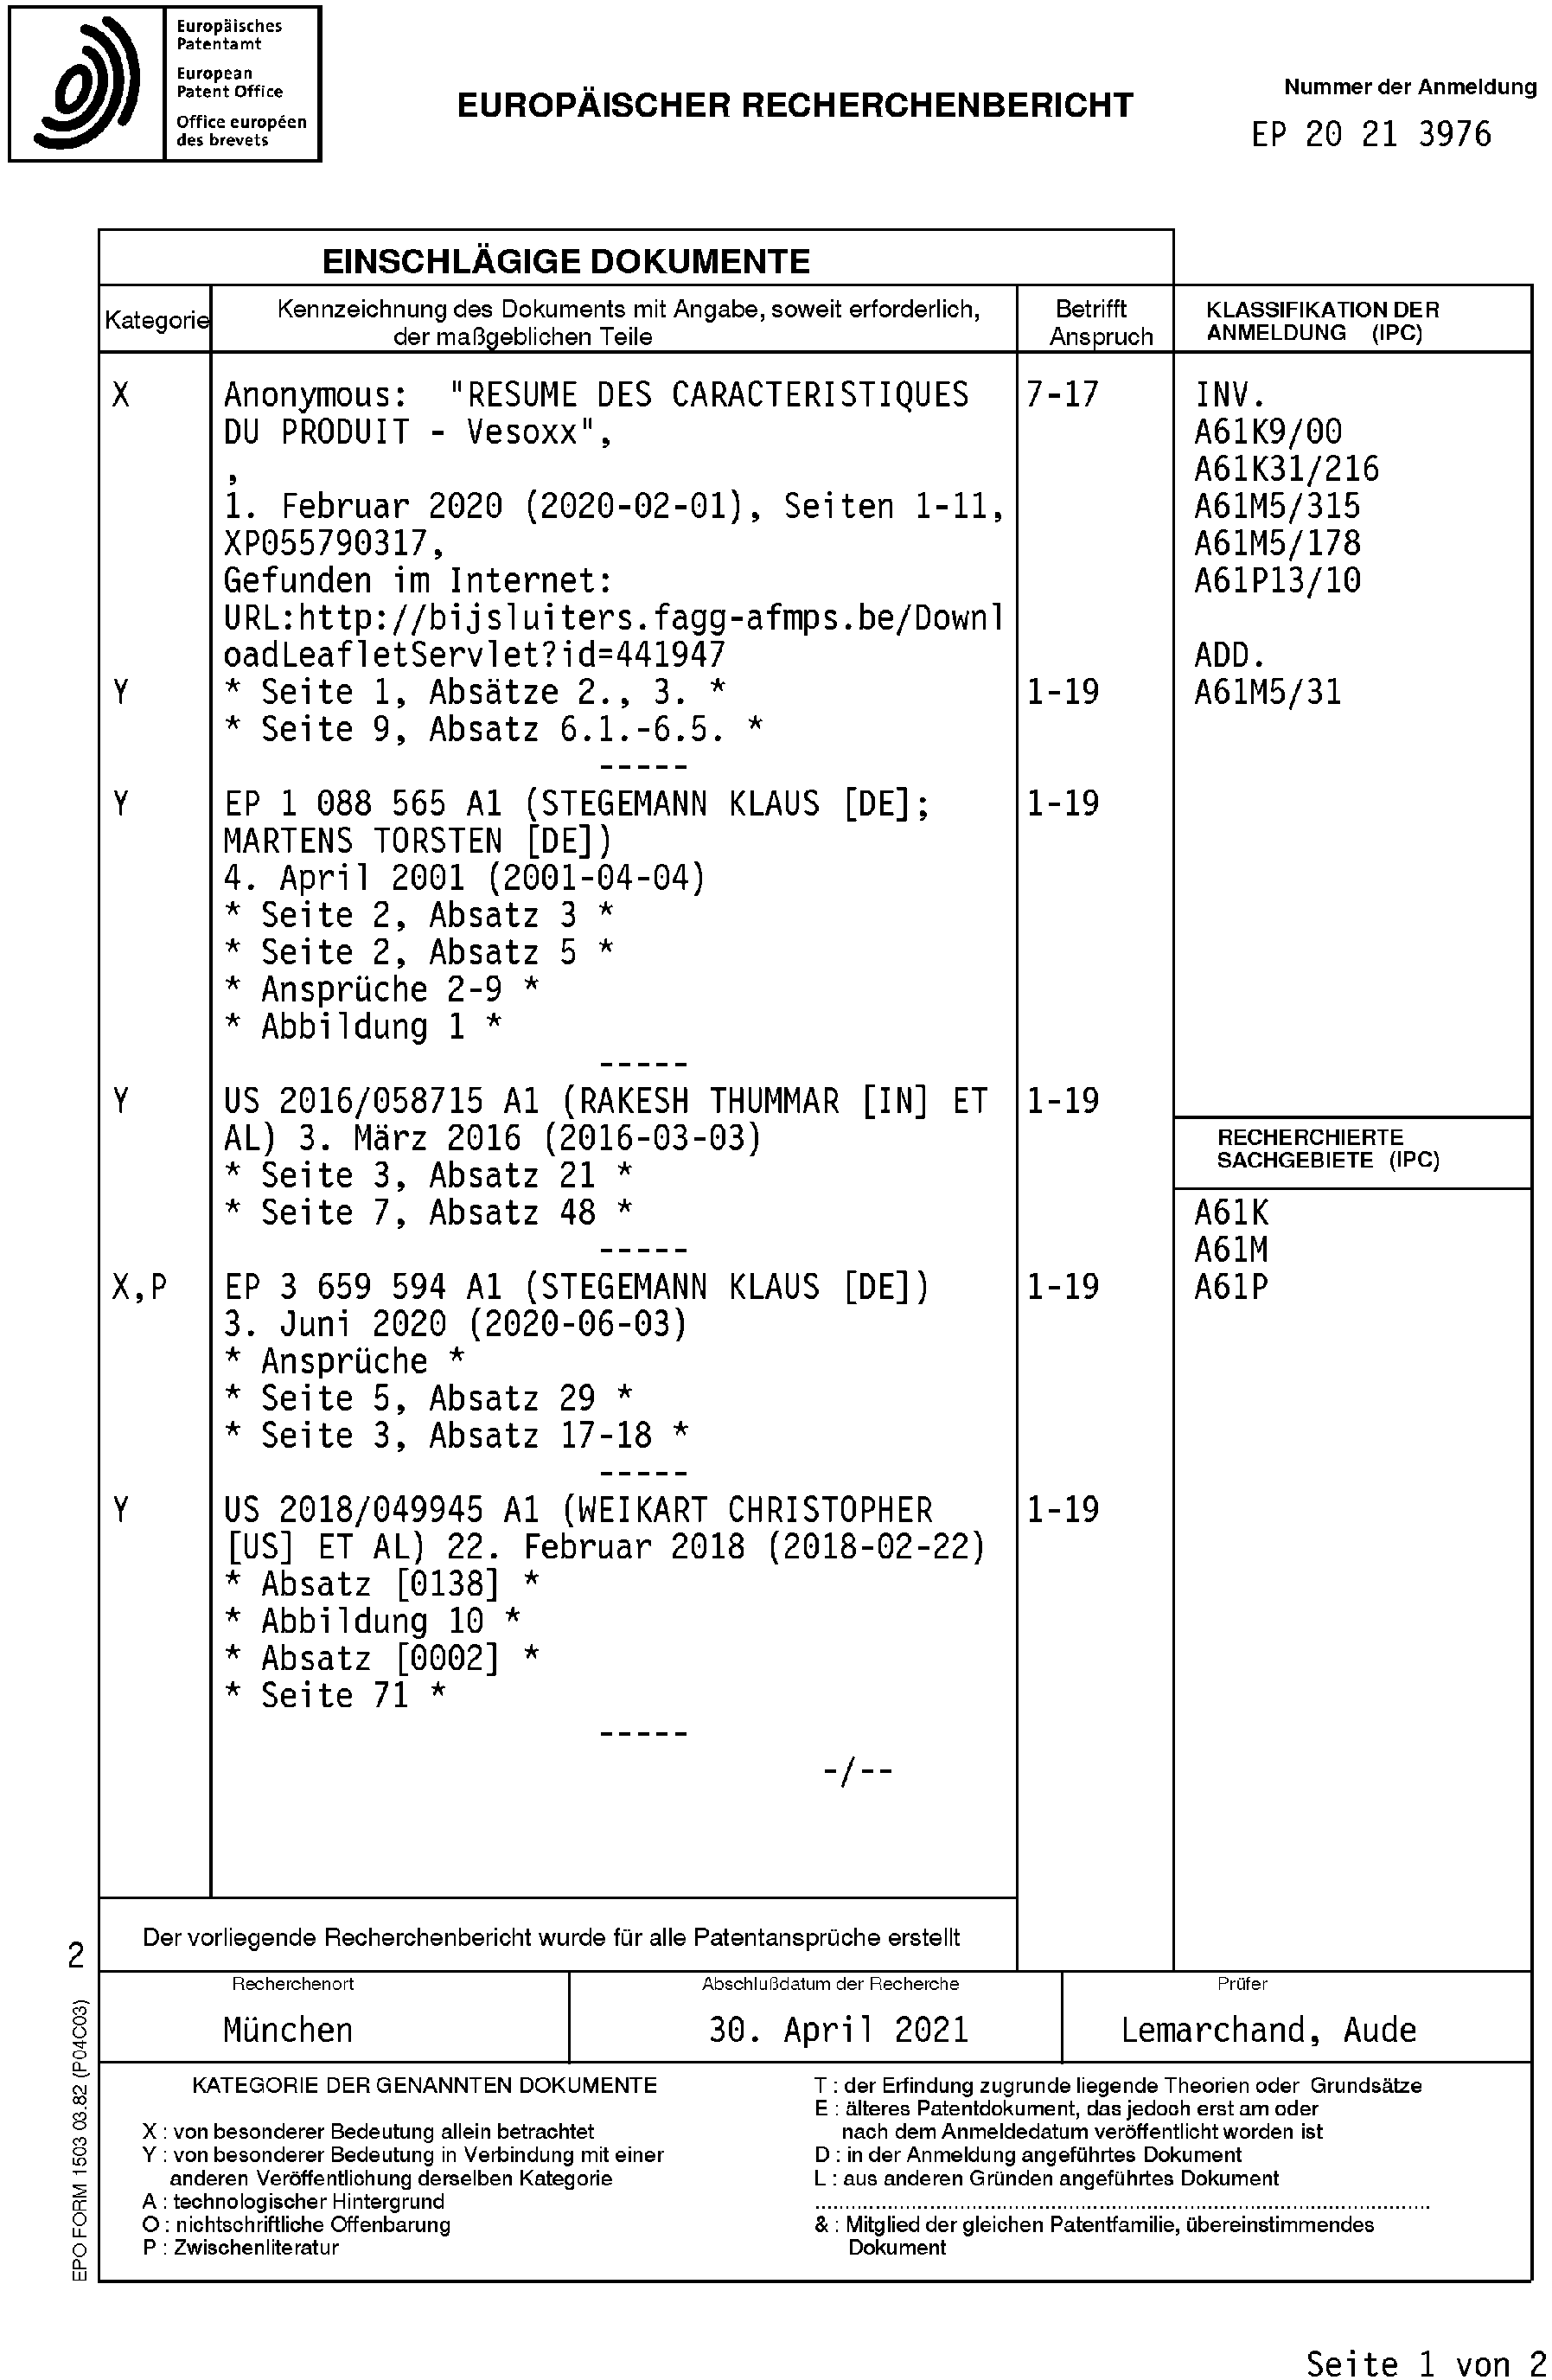 Europäisches
Patentamt
European
Patent Office
Office européen
des brevets
EUROPÄISCHER RECHERCHENBERICHT
Nummer der Anmeldung
EP 20 21 3976
EINSCHLÄGIGE DOKUMENTE
Kategorie
Kennzeichnung des Dokuments mit Angabe, soweit erforderlich,
der maßgeblichen Teile
Betrifft
Anspruch
KLASSIFIKATION DER
ANMELDUNG (IPC)
X Anonymous: "RESUME DES CARACTERISTIQUES 7-17
DU PRODUIT - Vesoxx",
,
1. Februar 2020 (2020-02-01), Seiten 1-11,
XP055790317,
Gefunden im Internet:
URL:http://bijsluiters.fagg-afmps.be/Downl
oadLeafletServlet?id=441947
Y * Seite 1, Absätze 2., 3. * 1-19
* Seite 9, Absatz 6.1.-6.5. *
-----
Y EP 1 088 565 A1 (STEGEMANN KLAUS [DE]; 1-19
MARTENS TORSTEN [DE])
4. April 2001 (2001-04-04)
* Seite 2, Absatz 3 *
* Seite 2, Absatz 5 *
* Ansprüche 2-9 *
* Abbildung 1 *
-----
Y US 2016/058715 A1 (RAKESH THUMMAR [IN] ET 1-19
AL) 3. März 2016 (2016-03-03)
* Seite 3, Absatz 21 *
* Seite 7, Absatz 48 *
-----
X,P EP 3 659 594 A1 (STEGEMANN KLAUS [DE]) 1-19
3. Juni 2020 (2020-06-03)
* Ansprüche *
* Seite 5, Absatz 29 *
* Seite 3, Absatz 17-18 *
-----
Y US 2018/049945 A1 (WEIKART CHRISTOPHER 1-19
[US] ET AL) 22. Februar 2018 (2018-02-22)
* Absatz [0138] *
* Abbildung 10 *
* Absatz [0002] *
* Seite 71 *
-----
-/--
INV.
A61K9/00
A61K31/216
A61M5/315
A61M5/178
A61P13/10
ADD.
A61M5/31
RECHERCHIERTE
SACHGEBIETE (IPC)
A61K
A61M
A61P
Der vorliegende Recherchenbericht wurde für alle Patentansprüche erstellt
2
Recherchenort
München
Abschlußdatum der Recherche
30. April 2021
Prüfer
Lemarchand, Aude
KATEGORIE DER GENANNTEN DOKUMENTE
X : von besonderer Bedeutung allein betrachtet
Y : von besonderer Bedeutung in Verbindung mit einer
anderen Veröffentlichung derselben Kategorie
A : technologischer Hintergrund
O : nichtschriftliche Offenbarung
P : Zwischenliteratur
T : der Erfindung zugrunde liegende Theorien oder Grundsätze
E : älteres Patentdokument, das jedoch erst am oder
nach dem Anmeldedatum veröffentlicht worden ist
D : in der Anmeldung angeführtes Dokument
L : aus anderen Gründen angeführtes Dokument
& : Mitglied der gleichen Patentfamilie, übereinstimmendes
Dokument
EPO FORM 1503 03.82 (P04C03)
Seite 1 von 2